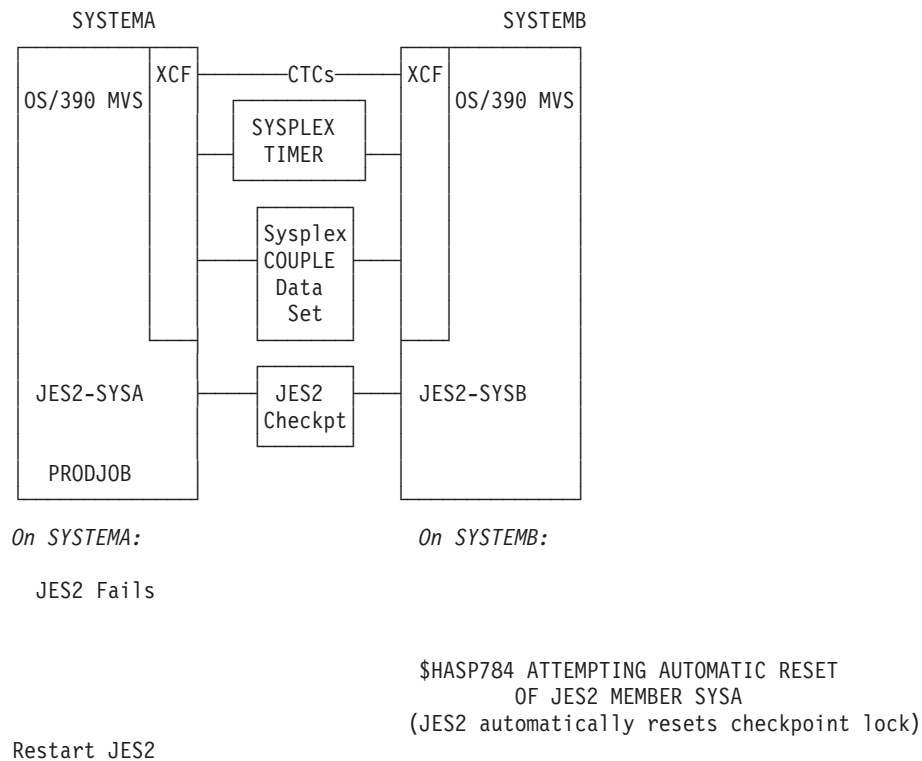 SYSTEMA SYSTEMB
XCF CTCs XCF
OS/390 MVS OS/390 MVS
SYSPLEX
TIMER
Sysplex
COUPLE
Data
Set
JES2-SYSA JES2 JES2-SYSB
Checkpt
PRODJOB
On SYSTEMA: On SYSTEMB:
JES2 Fails
$HASP784 ATTEMPTING AUTOMATIC RESET
OF JES2 MEMBER SYSA
(JES2 automatically resets checkpoint lock)
Restart JES2